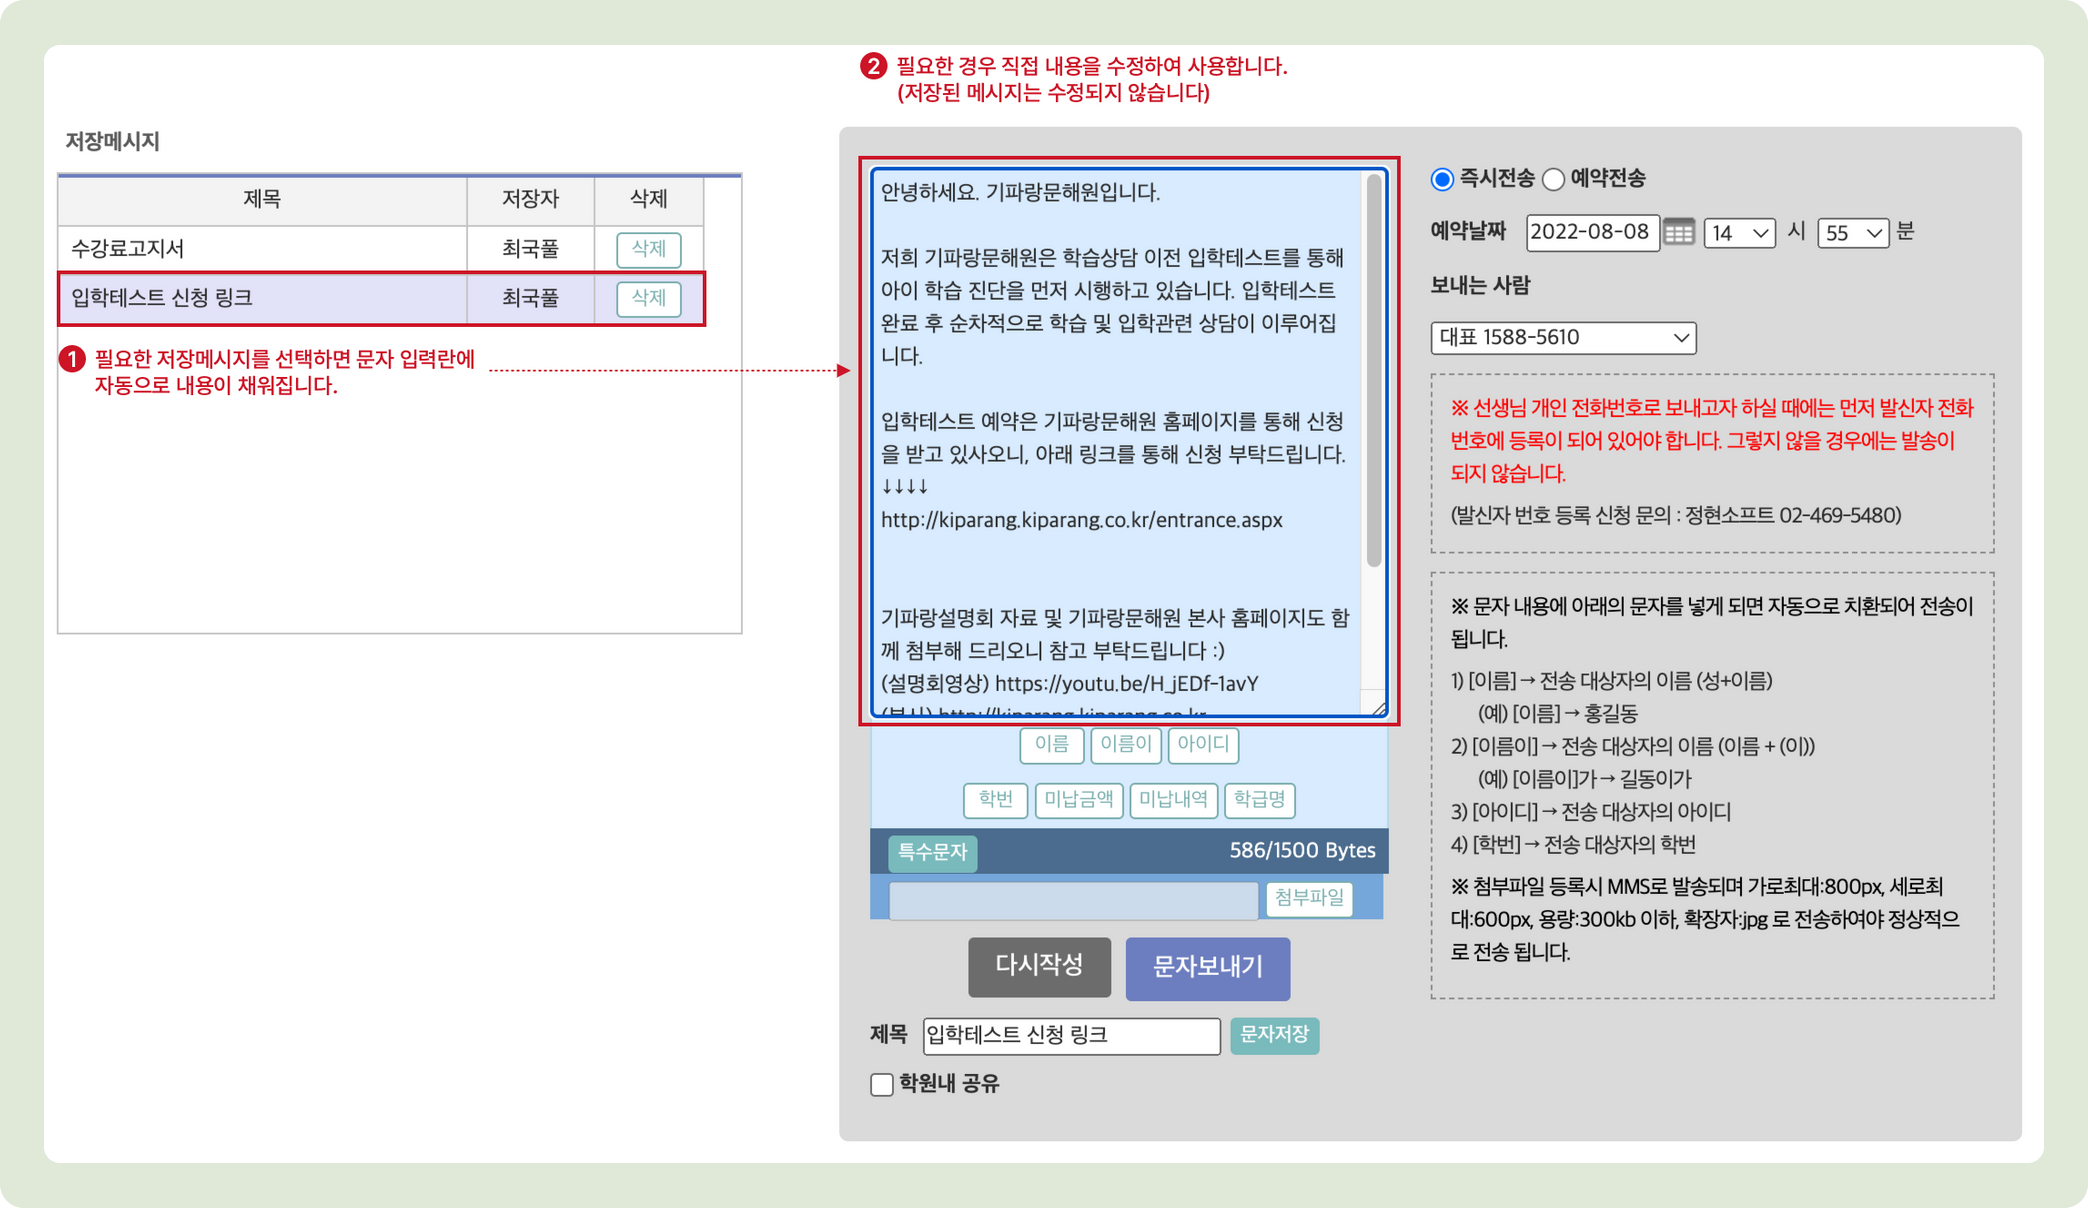 2 필요한 경우 직접 내용을 수정하여 사용합니다.
(저장된 메시지는 수정되지 않습니다)
저장메시지
제목 저장자 삭제
수강료고지서 최국풀 삭제
입학테스트 신청 링크 최국풀 삭제
1 필요한 저장메시지를 선택하면 문자 입력란에
자동으로 내용이 채워집니다.
안녕하세요. 기파랑문해원입니다.
저희 기파랑문해원은 학습상담 이전 입학테스트를 통해
아이 학습 진단을 먼저 시행하고 있습니다. 입학테스트
완료 후 순차적으로 학습 및 입학관련 상담이 이루어집
니다.
입학테스트 예약은 기파랑문해원 홈페이지를 통해 신청
을 받고 있사오니, 아래 링크를 통해 신청 부탁드립니다.
↓↓↓↓
http://kiparang.kiparang.co.kr/entrance.aspx
기파랑설명회 자료 및 기파랑문해원 본사 홈페이지도 함
께 첨부해 드리오니 참고 부탁드립니다 :)
(설명회영상) https://youtu.be/H_jEDf-1avY
(본사) http://kiparang.kiparang.co.kr
이름 이름이 아이디
학번 미납금액 미납내역 학급명
특수문자 586/1500 Bytes
첨부파일
다시작성 문자보내기
제목 입학테스트 신청 링크 문자저장
학원내 공유
즉시전송 예약전송
예약날짜 2022-08-08 14 시 55 분
보내는 사람
대표 1588-5610
※ 선생님 개인 전화번호로 보내고자 하실 때에는 먼저 발신자 전화
번호에 등록이 되어 있어야 합니다. 그렇지 않을 경우에는 발송이
되지 않습니다.
(발신자 번호 등록 신청 문의 : 정현소프트 02-469-5480)
※ 문자 내용에 아래의 문자를 넣게 되면 자동으로 치환되어 전송이
됩니다.
1) [이름] → 전송 대상자의 이름 (성+이름)
(예) [이름] → 홍길동
2) [이름이] → 전송 대상자의 이름 (이름 + (이))
(예) [이름이]가 → 길동이가
3) [아이디] → 전송 대상자의 아이디
4) [학번] → 전송 대상자의 학번
※ 첨부파일 등록시 MMS로 발송되며 가로최대:800px, 세로최
대:600px, 용량:300kb 이하, 확장자:jpg 로 전송하여야 정상적으
로 전송 됩니다.